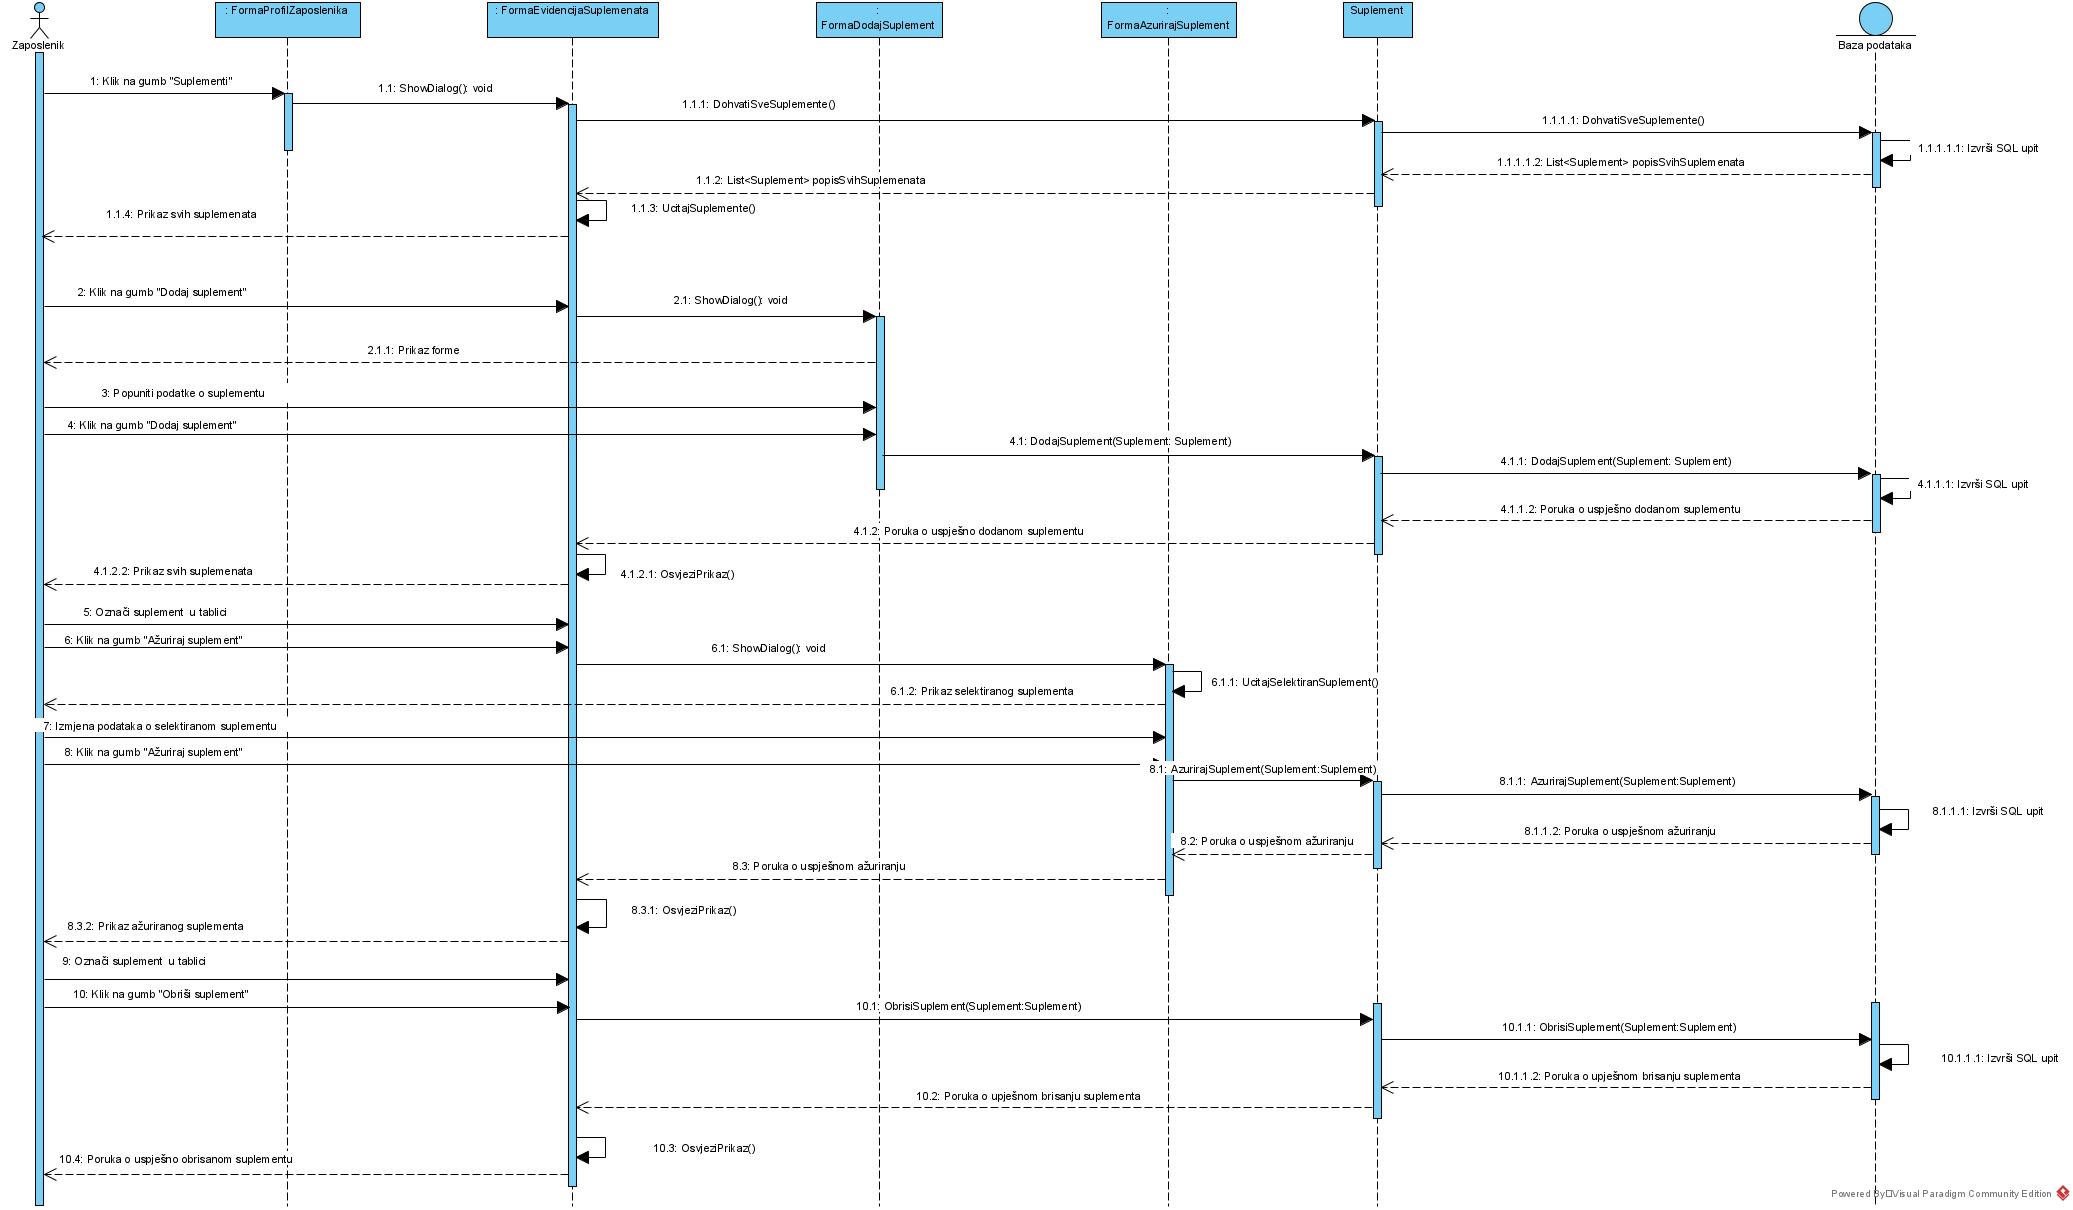 : FormaProfilZaposlenika
: FormaEvidencijaSuplemenata
:
FormaDodajSuplement
:
FormaAzurirajSuplement
Suplement
Zaposlenik
Baza podataka
1: Klik na gumb "Suplementi"
1.1: ShowDialog(): void
1.1.1: DohvatiSveSuplemente()
1.1.1.1: DohvatiSveSuplemente()
1.1.1.1.1: Izvrši SQL upit
1.1.1.1.2: List<Suplement> popisSvihSuplemenata
1.1.2: List<Suplement> popisSvihSuplemenata
1.1.3: UcitajSuplemente()
1.1.4: Prikaz svih suplemenata
2: Klik na gumb "Dodaj suplement"
2.1: ShowDialog(): void
2.1.1: Prikaz forme
3: Popuniti podatke o suplementu
4: Klik na gumb "Dodaj suplement"
4.1: DodajSuplement(Suplement: Suplement)
4.1.1: DodajSuplement(Suplement: Suplement)
4.1.1.1: Izvrši SQL upit
4.1.1.2: Poruka o uspješno dodanom suplementu
4.1.2: Poruka o uspješno dodanom suplementu
4.1.2.1: OsvjeziPrikaz()
4.1.2.2: Prikaz svih suplemenata
5: Označi suplement u tablici
6: Klik na gumb "Ažuriraj suplement"
6.1: ShowDialog(): void
6.1.1: UcitajSelektiranSuplement()
6.1.2: Prikaz selektiranog suplementa
7: Izmjena podataka o selektiranom suplementu
8: Klik na gumb "Ažuriraj suplement"
8.1: AzurirajSuplement(Suplement:Suplement)
8.1.1: AzurirajSuplement(Suplement:Suplement)
8.1.1.1: Izvrši SQL upit
8.1.1.2: Poruka o uspješnom ažuriranju
8.2: Poruka o uspješnom ažuriranju
8.3: Poruka o uspješnom ažuriranju
8.3.1: OsvjeziPrikaz()
8.3.2: Prikaz ažuriranog suplementa
9: Označi suplement u tablici
10: Klik na gumb "Obriši suplement"
10.1: ObrisiSuplement(Suplement:Suplement)
10.1.1: ObrisiSuplement(Suplement:Suplement)
10.1.1.1: Izvrši SQL upit
10.1.1.2: Poruka o upješnom brisanju suplementa
10.2: Poruka o upješnom brisanju suplementa
10.3: OsvjeziPrikaz()
10.4: Poruka o uspješno obrisanom suplementu
Powered By□Visual Paradigm Community Edition